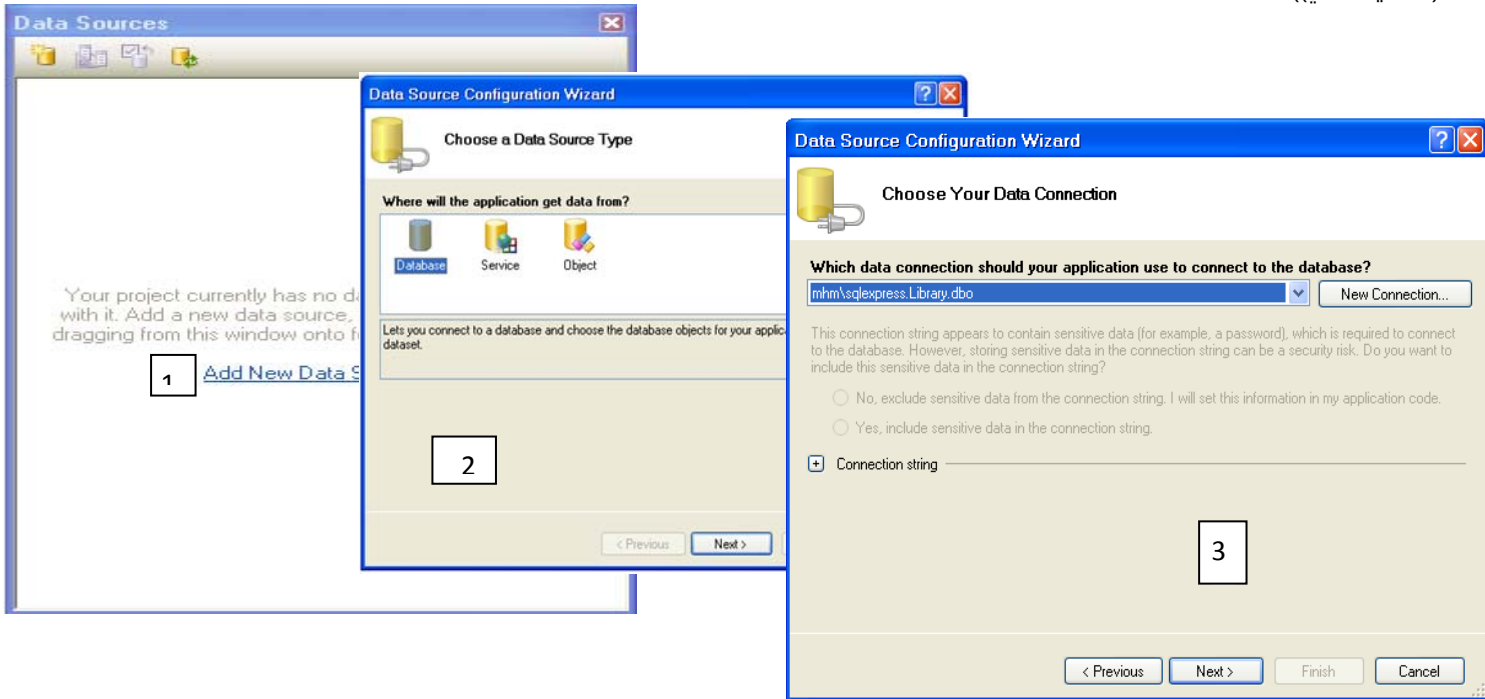 Data Sources
Your project currently has no
with it. Add a new data source,
dragging from this window onto
1
Add New Data
Data Source Configuration Wizard
Choose a Data Source Type
Where will the application get data from?
Database Service Object
Lets you connect to a database and choose the database objects for your
dataset.
2
< Previous Next >
Data Source Configuration Wizard
Choose Your Data Connection
Which data connection should your application use to connect to the database?
mhm\sqlexpress.Library.dbo New Connection...
This connection string appears to contain sensitive data (for example, a password), which is required to connect
to the database. However, storing sensitive data in the connection string can be a security risk. Do you want to
include this sensitive data in the connection string?
No, exclude sensitive data from the connection string. I will set this information in my application code.
Yes, include sensitive data in the connection string.
Connection string
3
< Previous Next > Finish Cancel